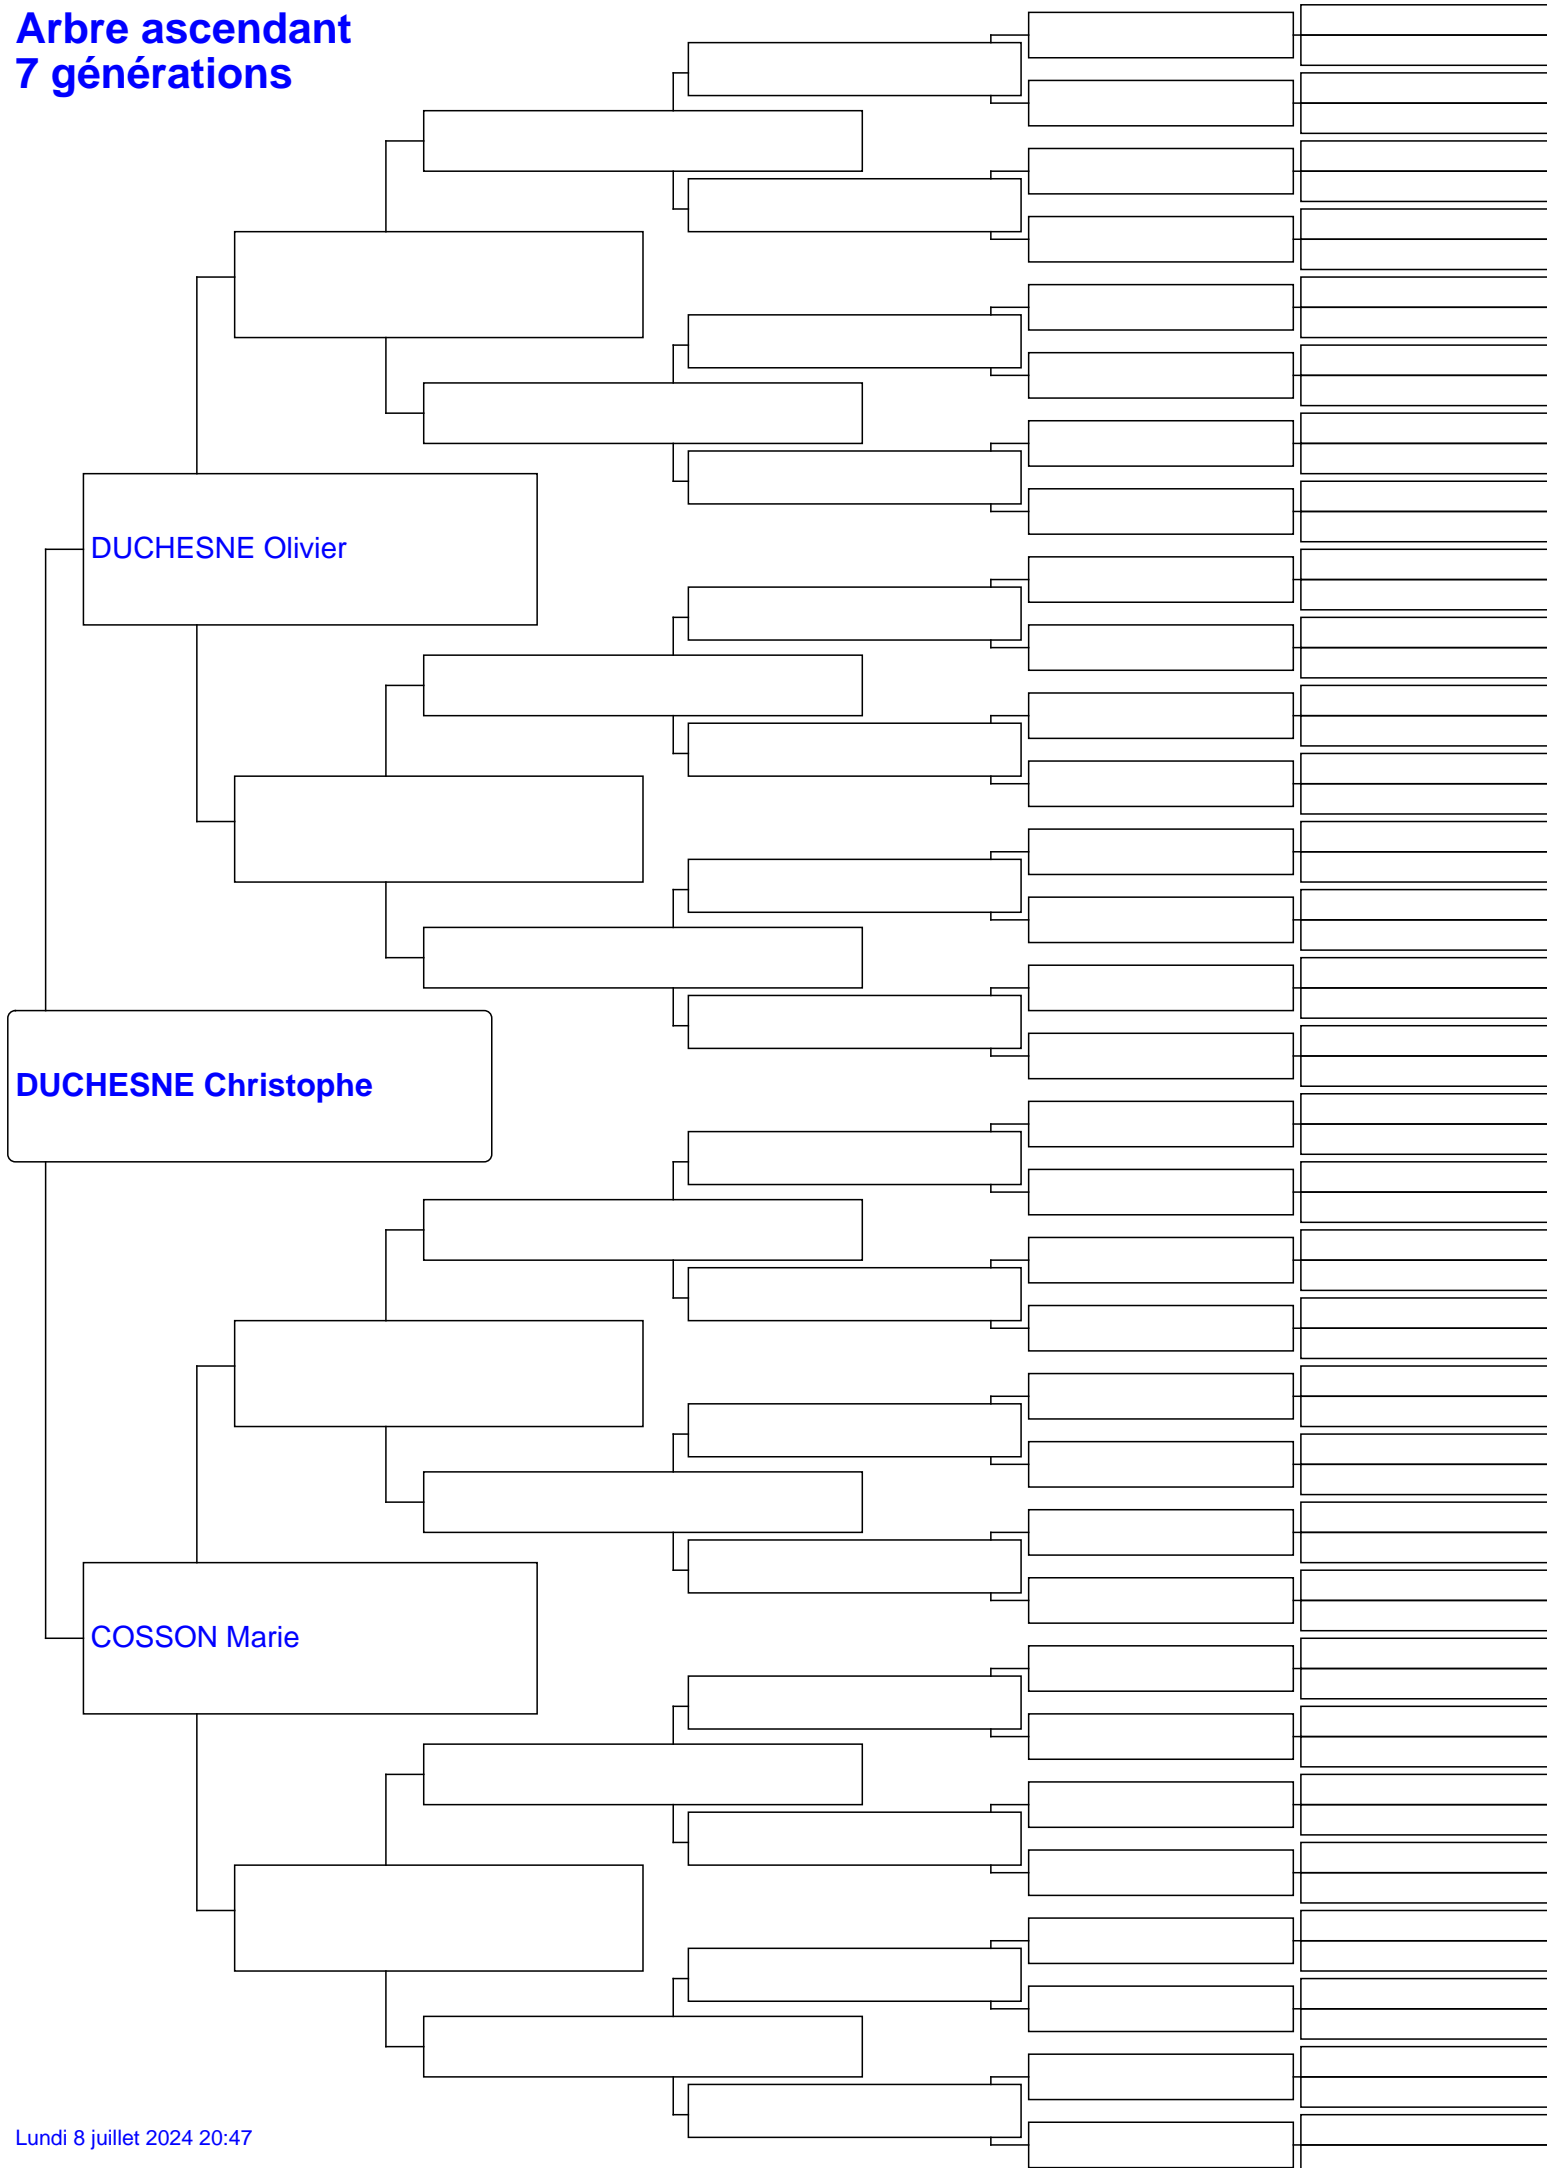 Arbre ascendant
7 générations
DUCHESNE Olivier
DUCHESNE Christophe
COSSON Marie
Lundi 8 juillet 2024 20:47